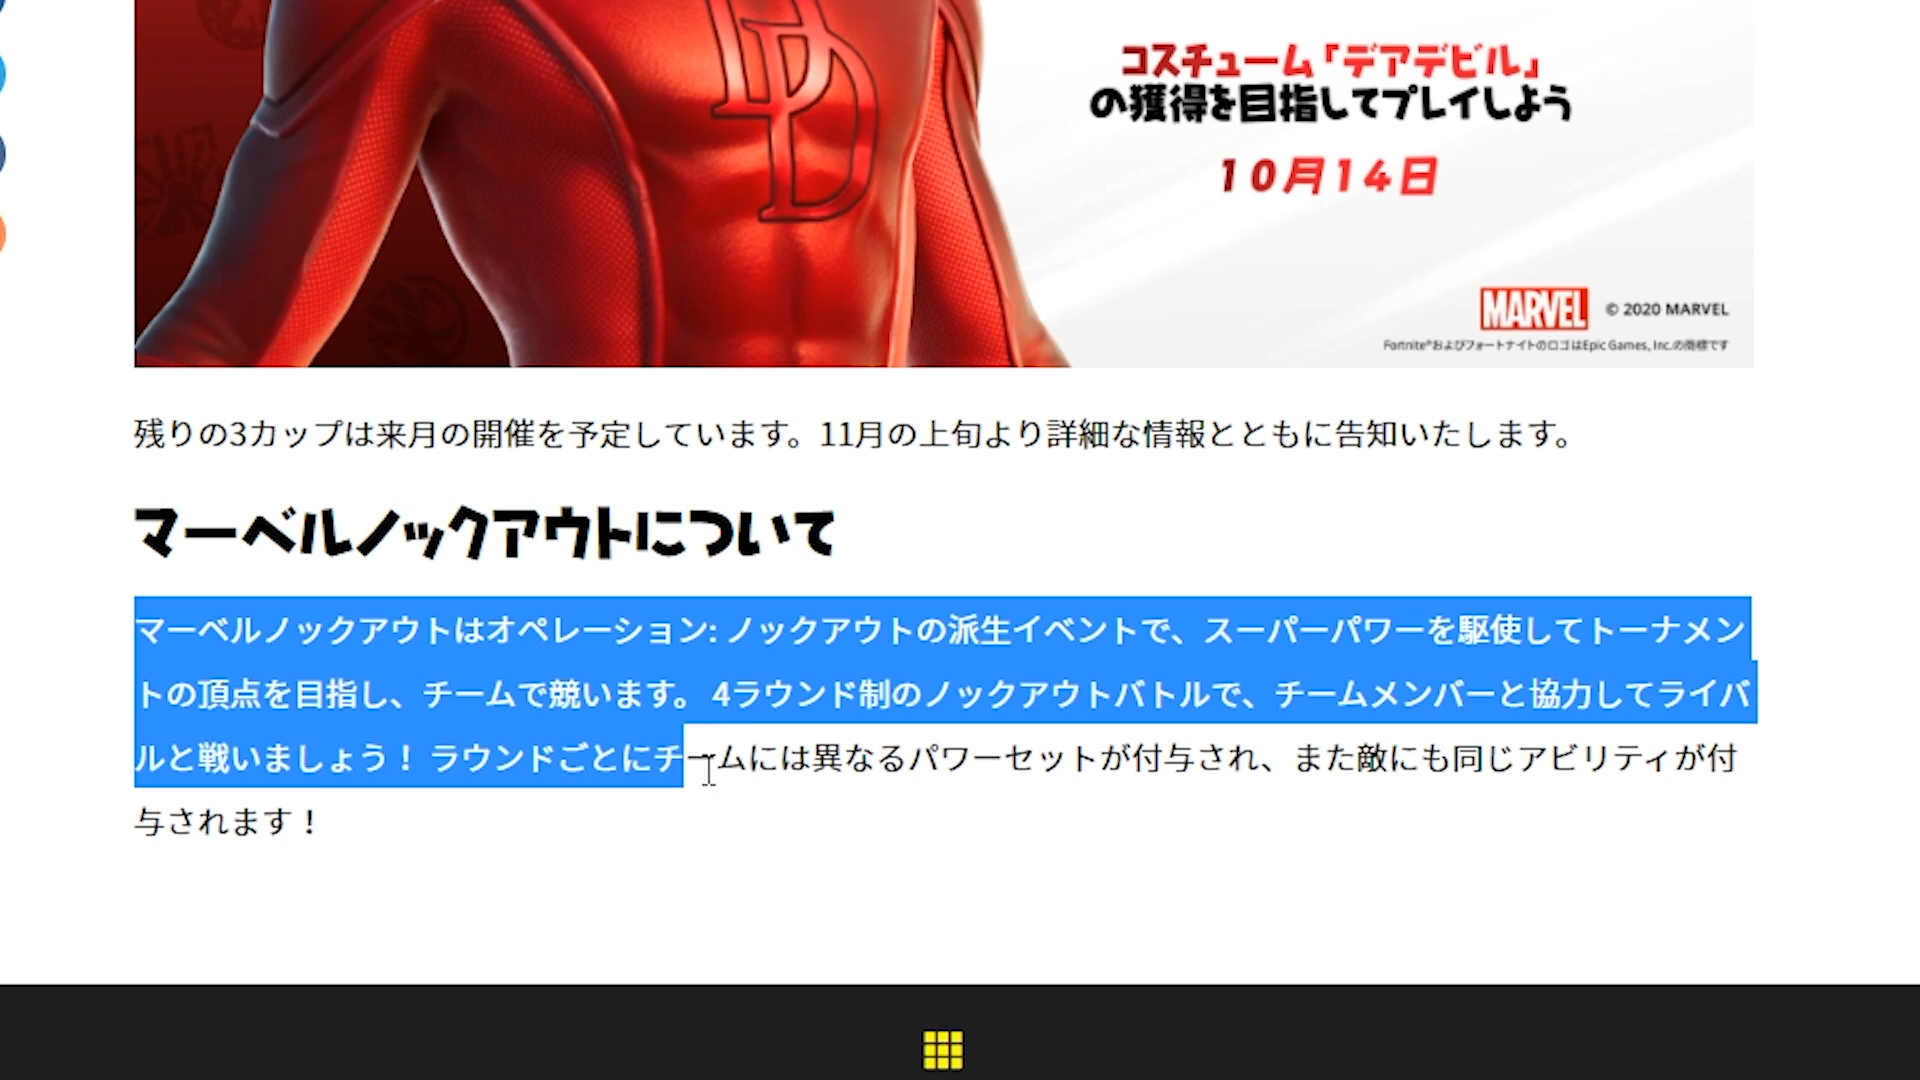 DD
コスチューム「デアデビル」
の獲得を目指してプレイしよう
10月14日
MARVEL © 2020 MARVEL
Fortnite®およびフォートナイトのロゴはEpic Games, Inc.の商標です
残りの3カップは来月の開催を予定しています。11月の上旬より詳細な情報とともに告知いたします。
マーベルノックアウトについて
マーベルノックアウトはオペレーション: ノックアウトの派生イベントで、スーパーパワーを駆使してトーナメン
トの頂点を目指し、チームで競います。 4ラウンド制のノックアウトバトルで、チームメンバーと協力してライバ
ルと戦いましょう！ ラウンドごとにチームには異なるパワーセットが付与され、また敵にも同じアビリティが付
与されます！